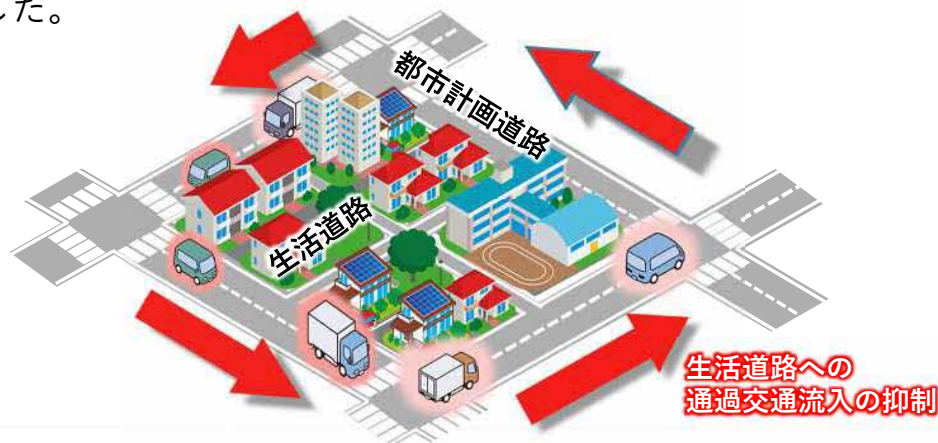 した。
都市計画道路
生活道路
生活道路への
通過交通流入の抑制